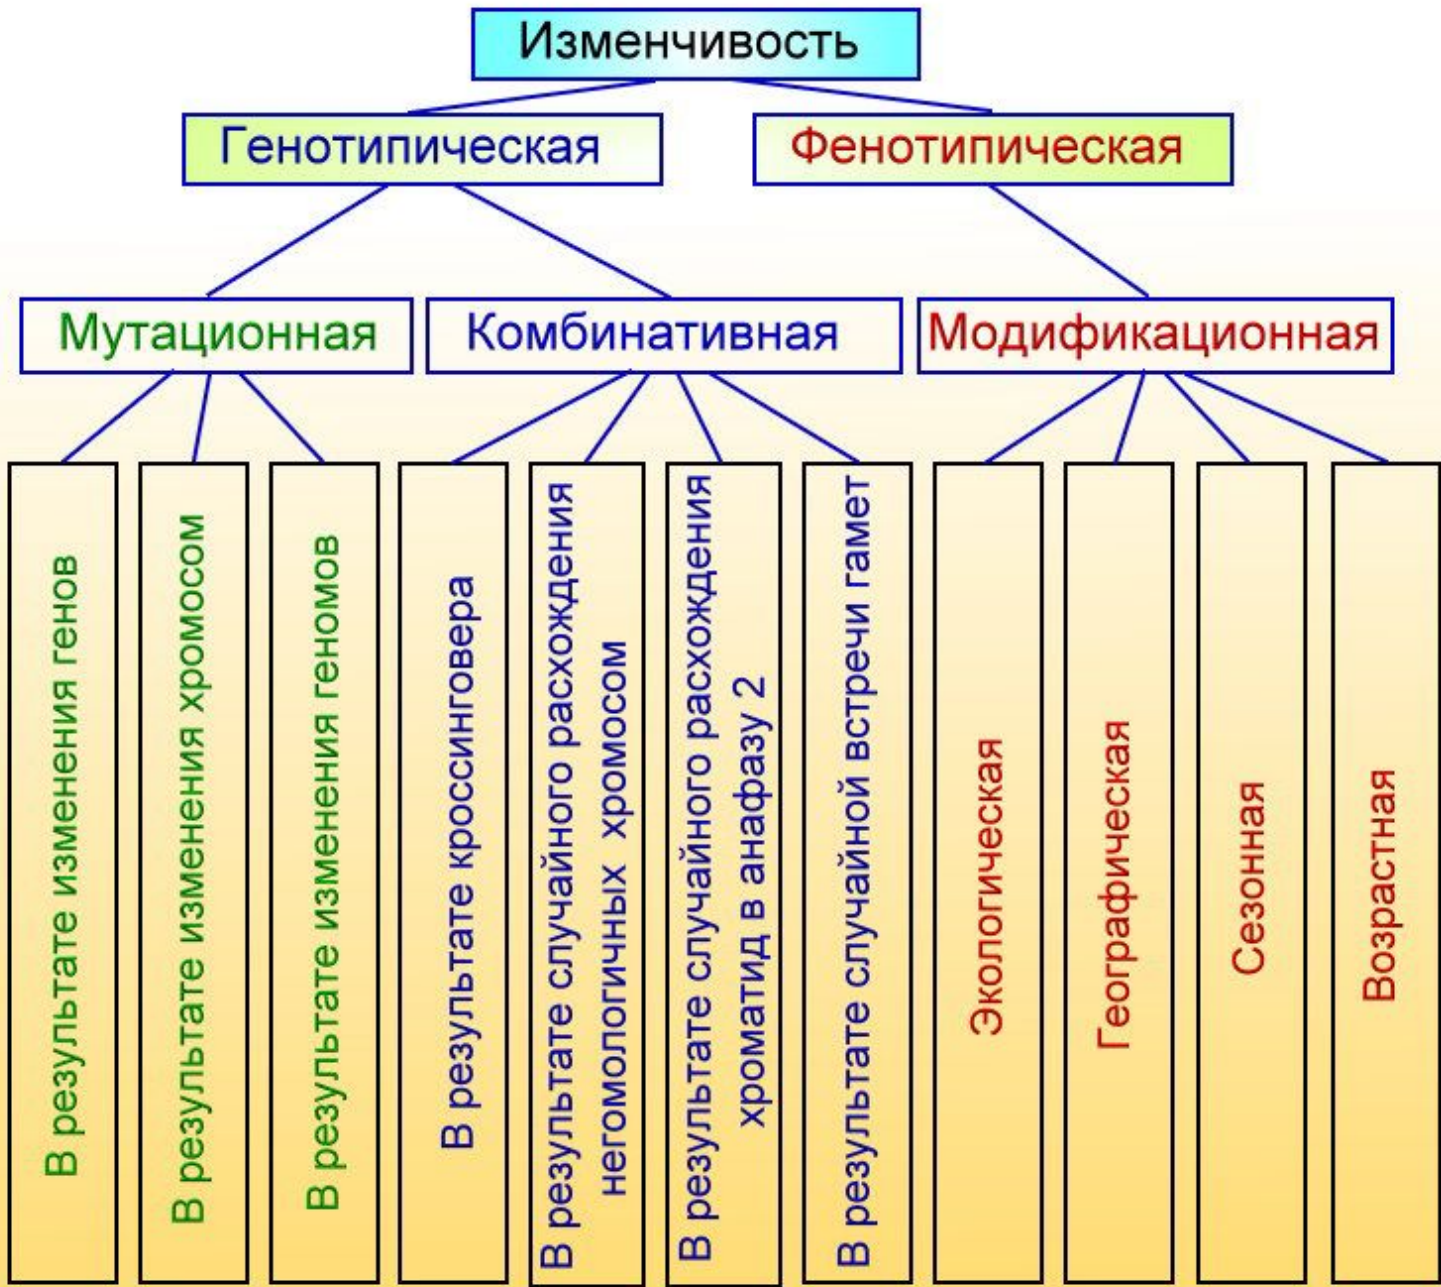 Изменчивость
Генотипическая
Фенотипическая
Мутационная
Комбинативная
Модификационная
В результате изменения генов
В результате изменения хромосом
В результате изменения геномов
В результате кроссинговера
В результате случайного расхождения
негомологичных хромосом
В результате случайного расхождения
хроматид в анафазу 2
В результате случайной встречи гамет
Экологическая
Географическая
Сезонная
Возрастная